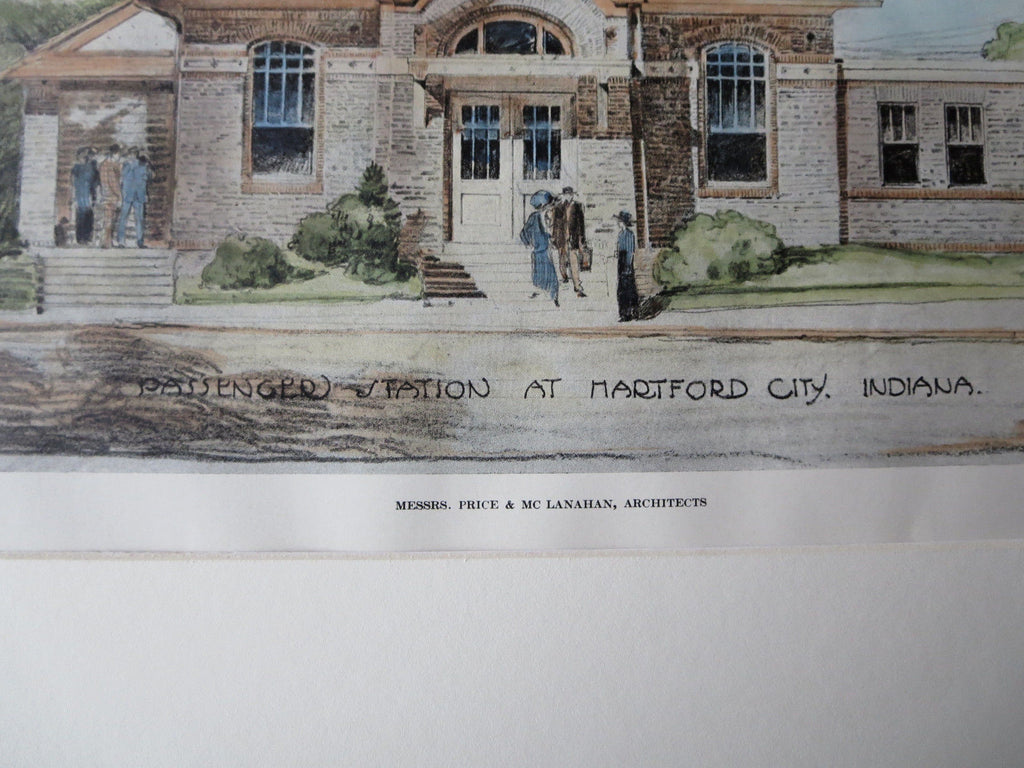 PASSENGER STATION AT HARTFORD CITY. INDIANA.
MESSRS. PRICE & MC LANAHAN, ARCHITECTS